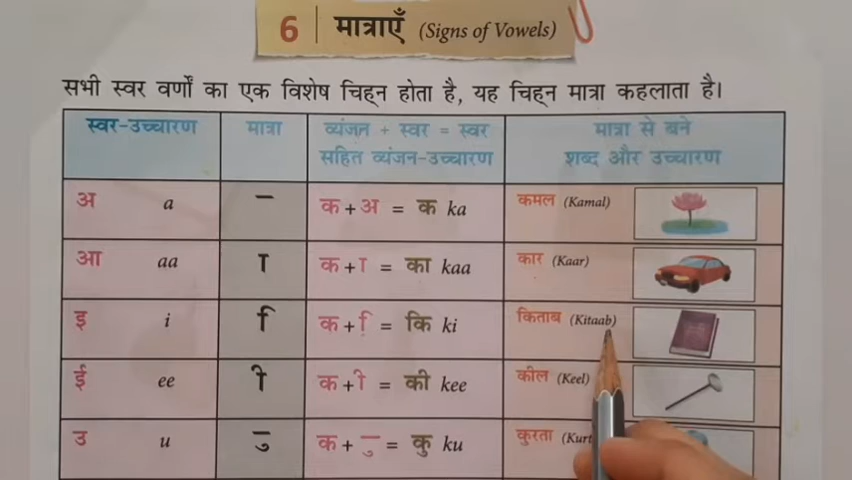 6 | मात्राएँ (Signs of Vowels)
सभी स्वर वर्णों का एक विशेष चिह्न होता है, यह चिह्न मात्रा कहलाता है।
स्वर-उच्चारण मात्रा व्यंजन + स्वर = स्वर मात्रा से बने
सहित व्यंजन-उच्चारण शब्द और उच्चारण
अ a – क + अ = क ka कमल (Kamal)
आ aa ा क + ा = का kaa कार (Kaar)
इ i ि क + ि = कि ki किताब (Kitaab)
ई ee ी क + ी = की kee कील (Keel)
उ u ु क + ु = कु ku कुरता